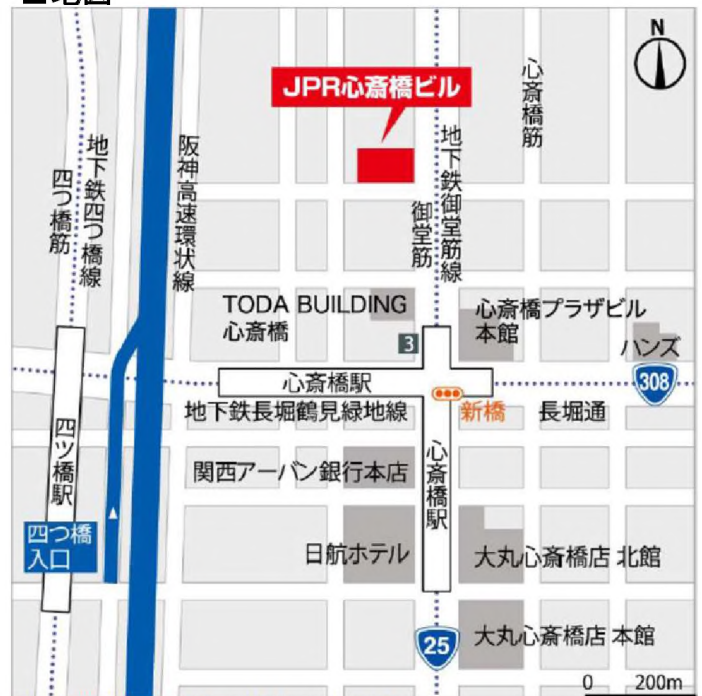 ■地図
N
JPR心斎橋ビル
心斎橋筋
地下鉄御堂筋線
御堂筋
阪神高速環状線
地下鉄四つ橋線
四つ橋筋
TODA BUILDING
心斎橋
心斎橋プラザビル
本館
3
ハンズ
308
心斎橋駅
地下鉄長堀鶴見緑地線
新橋
長堀通
四ツ橋駅
関西アーバン銀行本店
心斎橋駅
四つ橋
入口
日航ホテル
大丸心斎橋店 北館
25
大丸心斎橋店 本館
0 200m